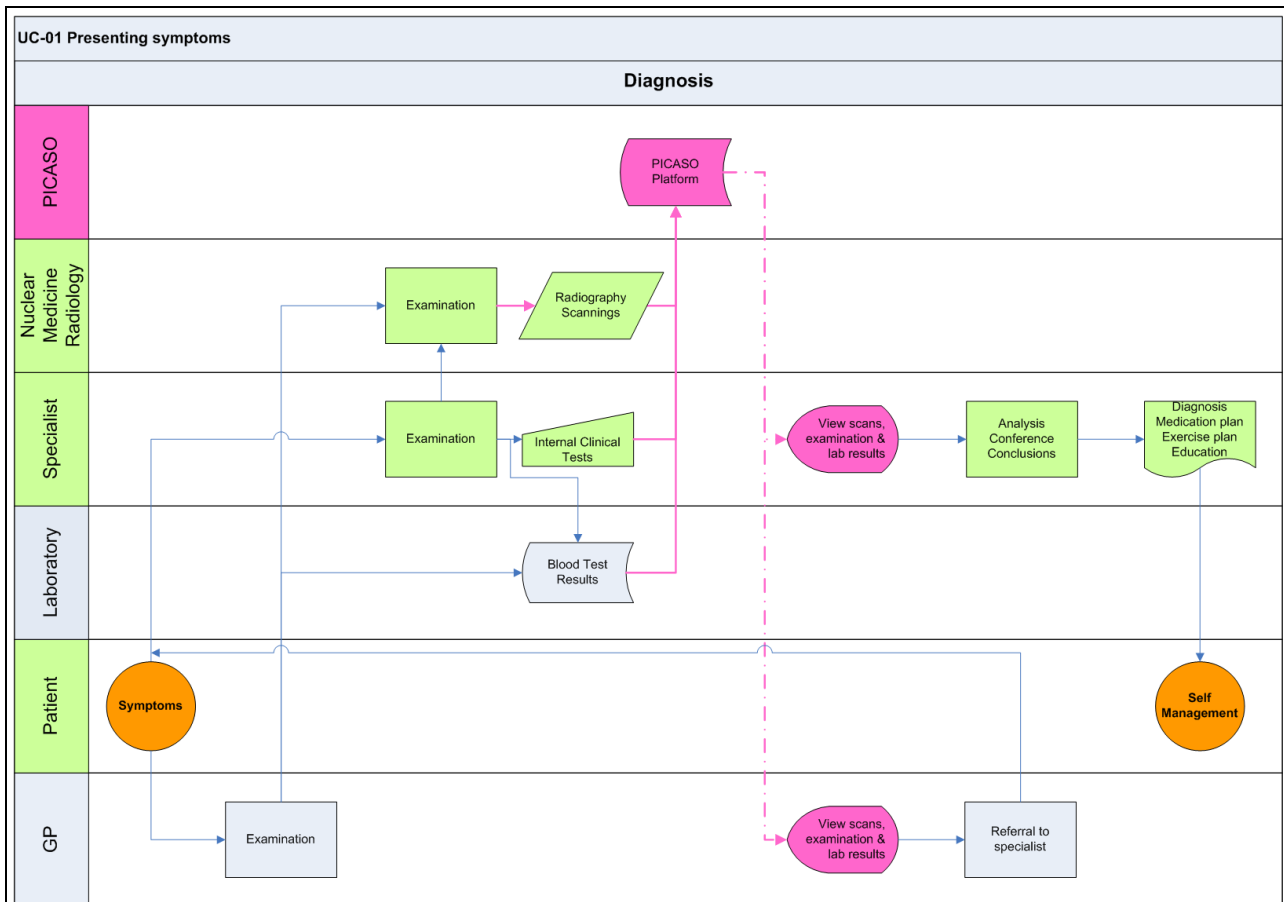 UC-01 Presenting symptoms
Diagnosis
PICASO
PICASO
Platform
Nuclear
Medicine
Radiology
Examination
Radiography
Scannings
Specialist
Examination
Internal Clinical
Tests
View scans,
examination &
lab results
Analysis
Conference
Conclusions
Diagnosis
Medication plan
Exercise plan
Education
Laboratory
Blood Test
Results
Patient
Symptoms
Self
Management
GP
Examination
View scans,
examination &
lab results
Referral to
specialist